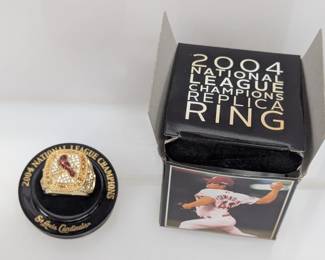 2004
NATIONAL
LEAGUE
CHAMPIONS
REPLICA
RING
2004 NATIONAL LEAGUE CHAMPIONS
St. Louis Cardinals